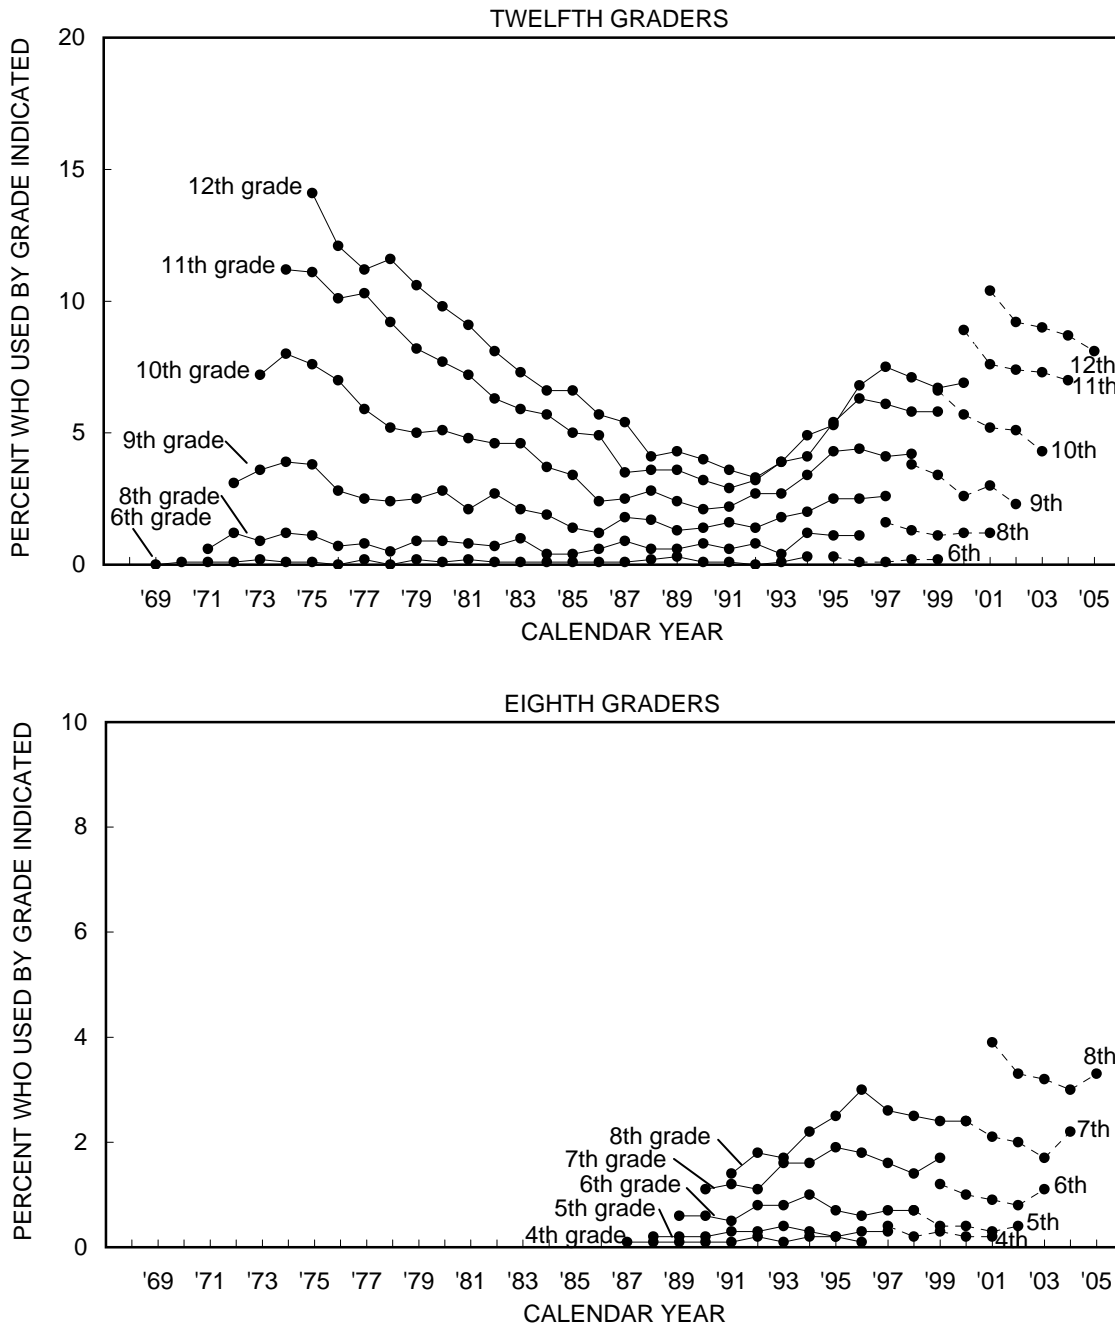 TWELFTH GRADERS
PERCENT WHO USED BY GRADE INDICATED
20
15
10
5
0
12th grade
11th grade
10th grade
9th grade
8th grade
6th grade
12th
11th
10th
9th
8th
6th
'69 '71 '73 '75 '77 '79 '81 '83 '85 '87 '89 '91 '93 '95 '97 '99 '01 '03 '05
CALENDAR YEAR
EIGHTH GRADERS
PERCENT WHO USED BY GRADE INDICATED
10
8
6
4
2
0
8th grade
7th grade
6th grade
5th grade
4th grade
8th
7th
6th
5th
4th
'69 '71 '73 '75 '77 '79 '81 '83 '85 '87 '89 '91 '93 '95 '97 '99 '01 '03 '05
CALENDAR YEAR